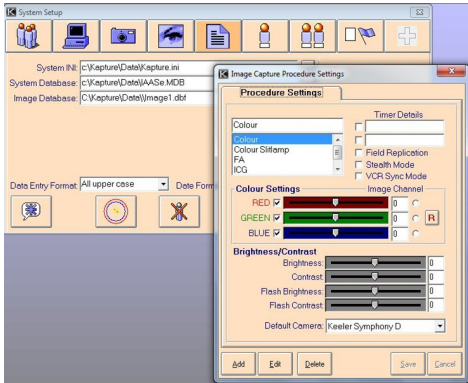 System Setup
System INI: c:\Kapture\Data\Kapture.ini
System Database: c:\Kapture\Data\IAASe.MDB
Image Database: C:\Kapture\Data\\Image1.dbf
Data Entry Format: All upper case
Date Form
Image Capture Procedure Settings
Procedure Settings
Timer Details
Colour
Colour
Colour Slitlamp
FA
ICG
Field Replication
Stealth Mode
VCR Sync Mode
Colour Settings
Image Channel
RED 0
GREEN 0 R
BLUE 0
Brightness/Contrast
Brightness: 0
Contrast: 0
Flash Brightness: 0
Flash Contrast: 0
Default Camera: Keeler Symphony D
Add Edit Delete Save Cancel